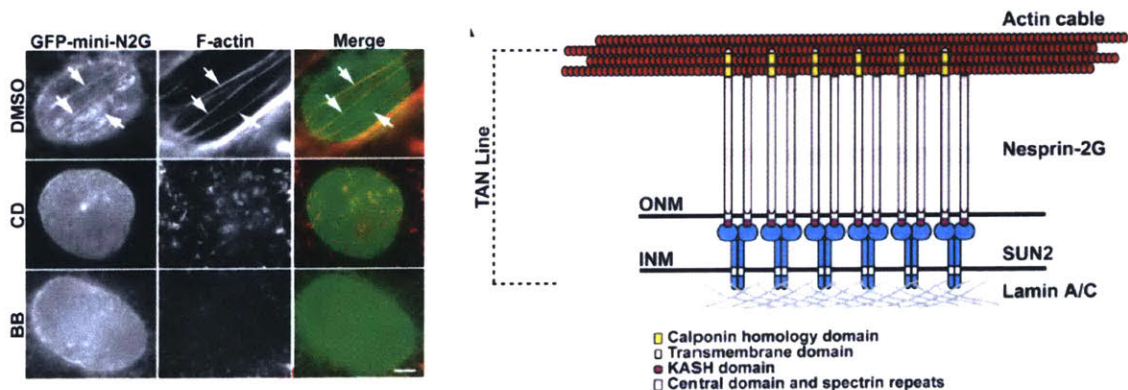 GFP-mini-N2G F-actin Merge
DMSO
CD
BB
Actin cable
TAN Line
Nesprin-2G
ONM
SUN2
INM
Lamin A/C
Calponin homology domain
Transmembrane domain
KASH domain
Central domain and spectrin repeats